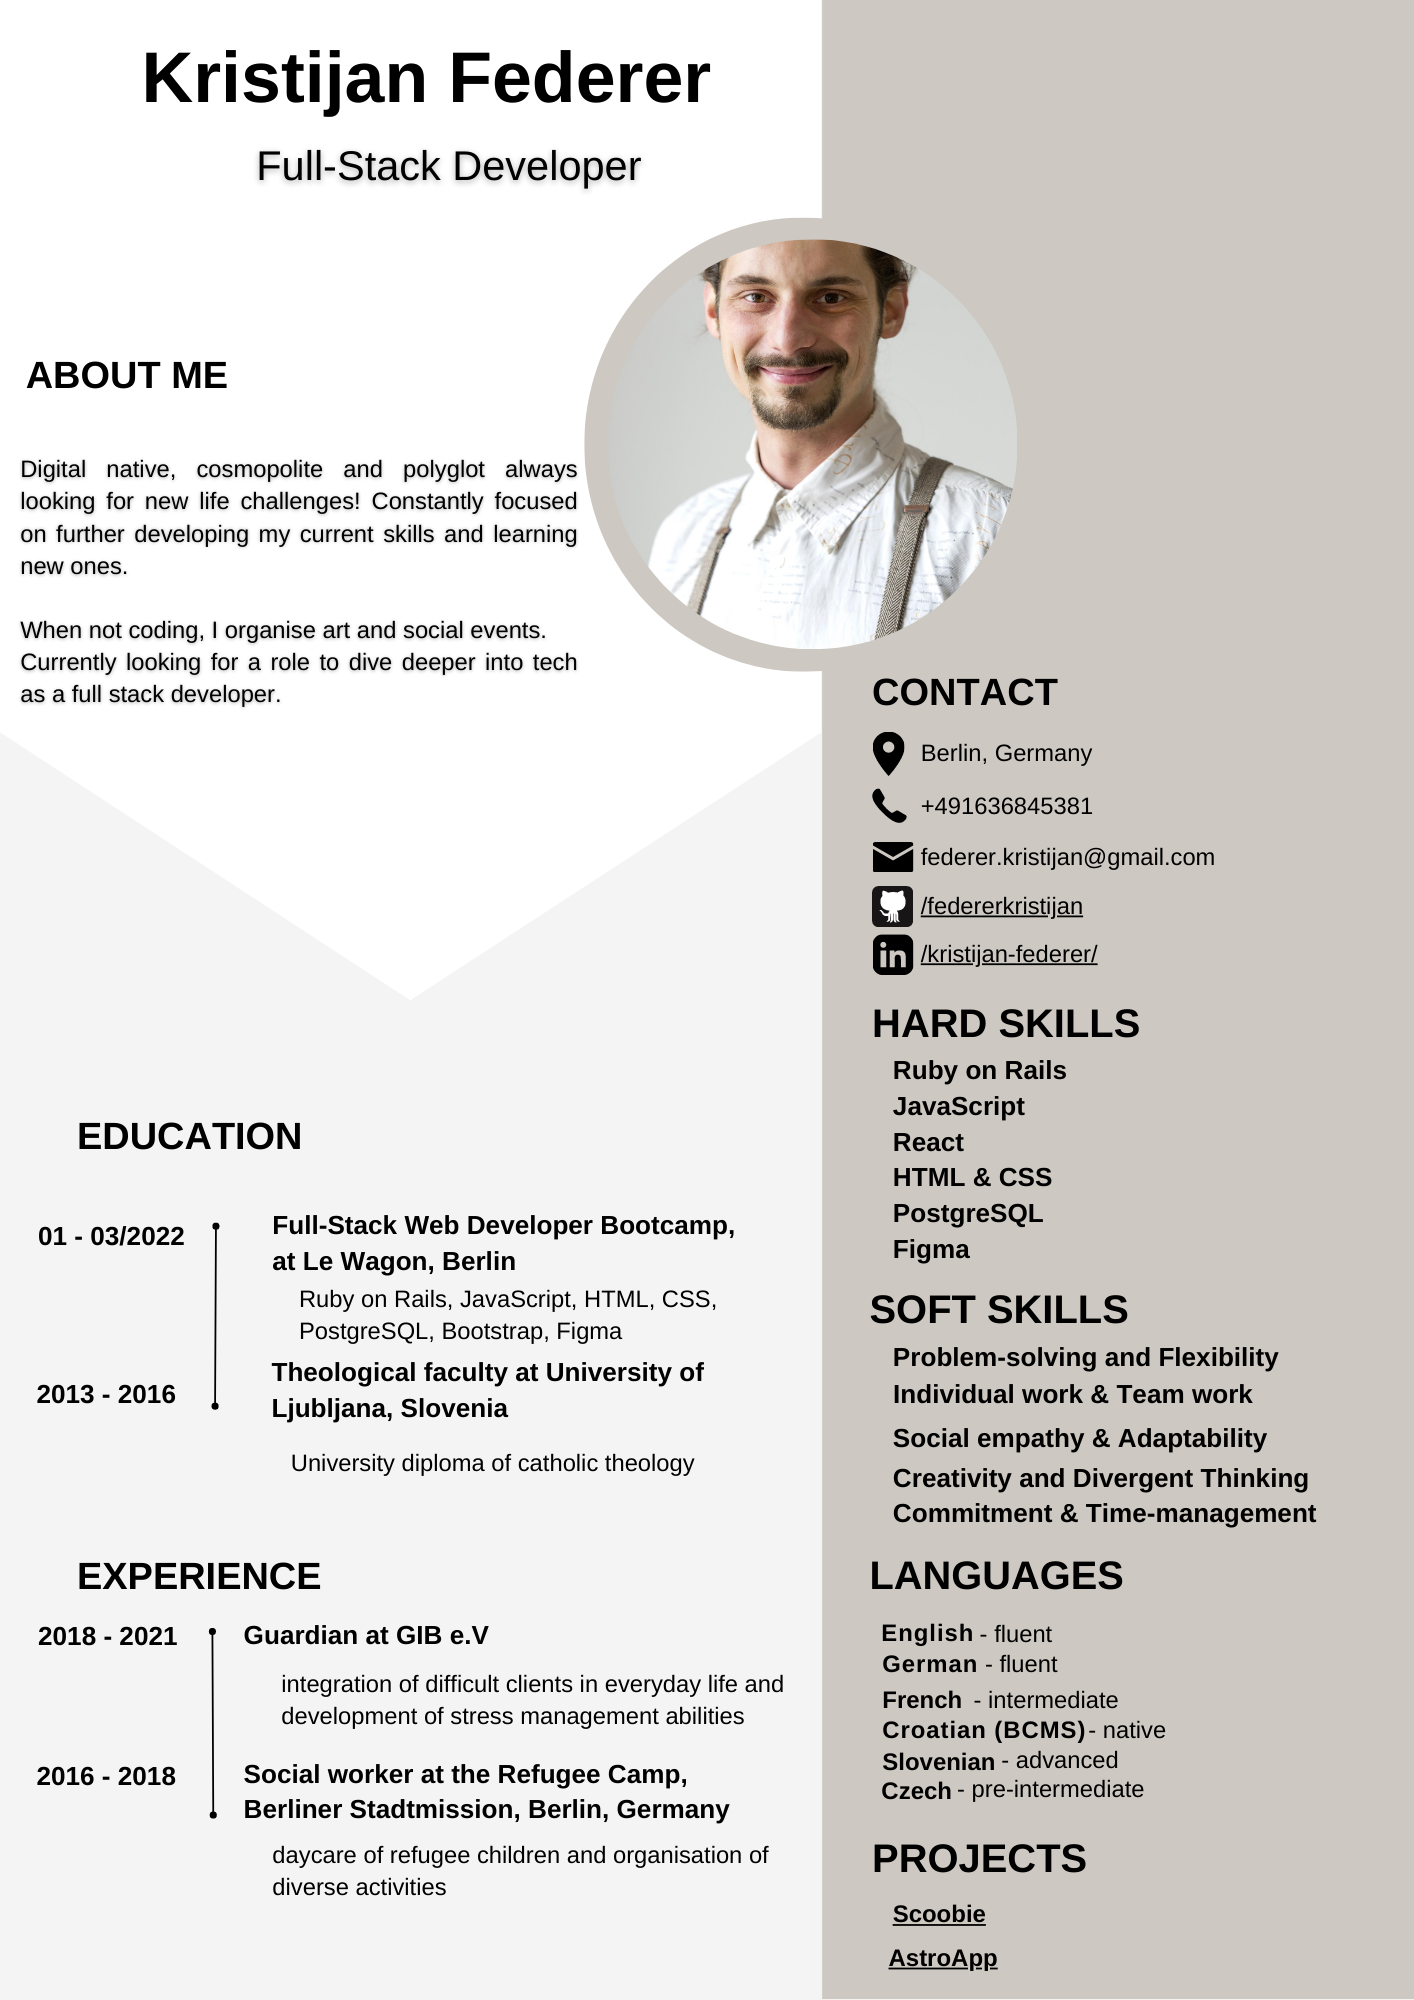 Kristijan Federer
Full-Stack Developer
ABOUT ME
Digital native, cosmopolite and polyglot always
looking for new life challenges! Constantly focused
on further developing my current skills and learning
new ones.
When not coding, I organise art and social events.
Currently looking for a role to dive deeper into tech
as a full stack developer.
EDUCATION
01 - 03/2022
Full-Stack Web Developer Bootcamp,
at Le Wagon, Berlin
Ruby on Rails, JavaScript, HTML, CSS,
PostgreSQL, Bootstrap, Figma
2013 - 2016
Theological faculty at University of
Ljubljana, Slovenia
University diploma of catholic theology
EXPERIENCE
2018 - 2021
Guardian at GIB e.V
integration of difficult clients in everyday life and
development of stress management abilities
2016 - 2018
Social worker at the Refugee Camp,
Berliner Stadtmission, Berlin, Germany
daycare of refugee children and organisation of
diverse activities
CONTACT
Berlin, Germany
+491636845381
federer.kristijan@gmail.com
/federerkristijan
in /kristijan-federer/
HARD SKILLS
Ruby on Rails
JavaScript
React
HTML & CSS
PostgreSQL
Figma
SOFT SKILLS
Problem-solving and Flexibility
Individual work & Team work
Social empathy & Adaptability
Creativity and Divergent Thinking
Commitment & Time-management
LANGUAGES
English - fluent
German - fluent
French - intermediate
Croatian (BCMS) - native
Slovenian - advanced
Czech - pre-intermediate
PROJECTS
Scoobie
AstroApp